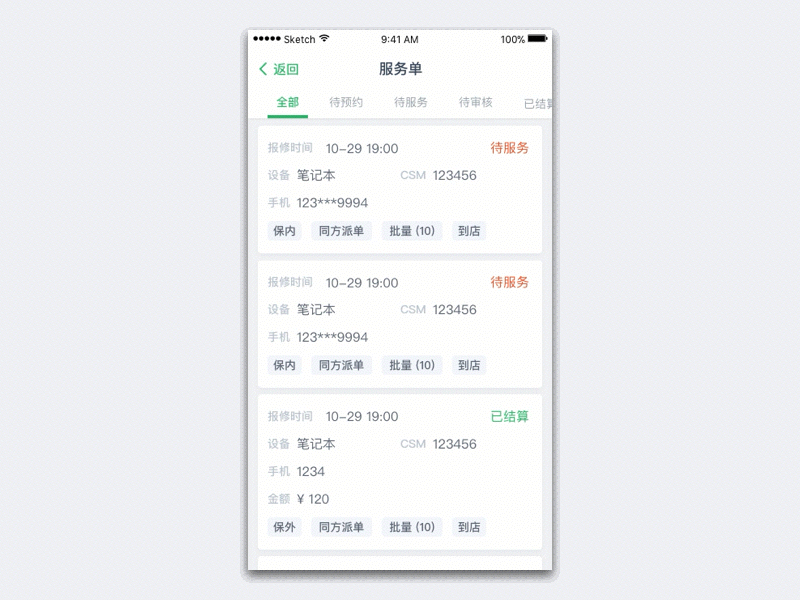 Sketch 9:41 AM 100%
返回 服务单
全部 待预约 待服务 待审核 已结算
报修时间 10-29 19:00 待服务
设备 笔记本 CSM 123456
手机 123***9994
保内 同方派单 批量 (10) 到店
报修时间 10-29 19:00 待服务
设备 笔记本 CSM 123456
手机 123***9994
保内 同方派单 批量 (10) 到店
报修时间 10-29 19:00 已结算
设备 笔记本 CSM 123456
手机 1234
金额 ¥ 120
保外 同方派单 批量 (10) 到店